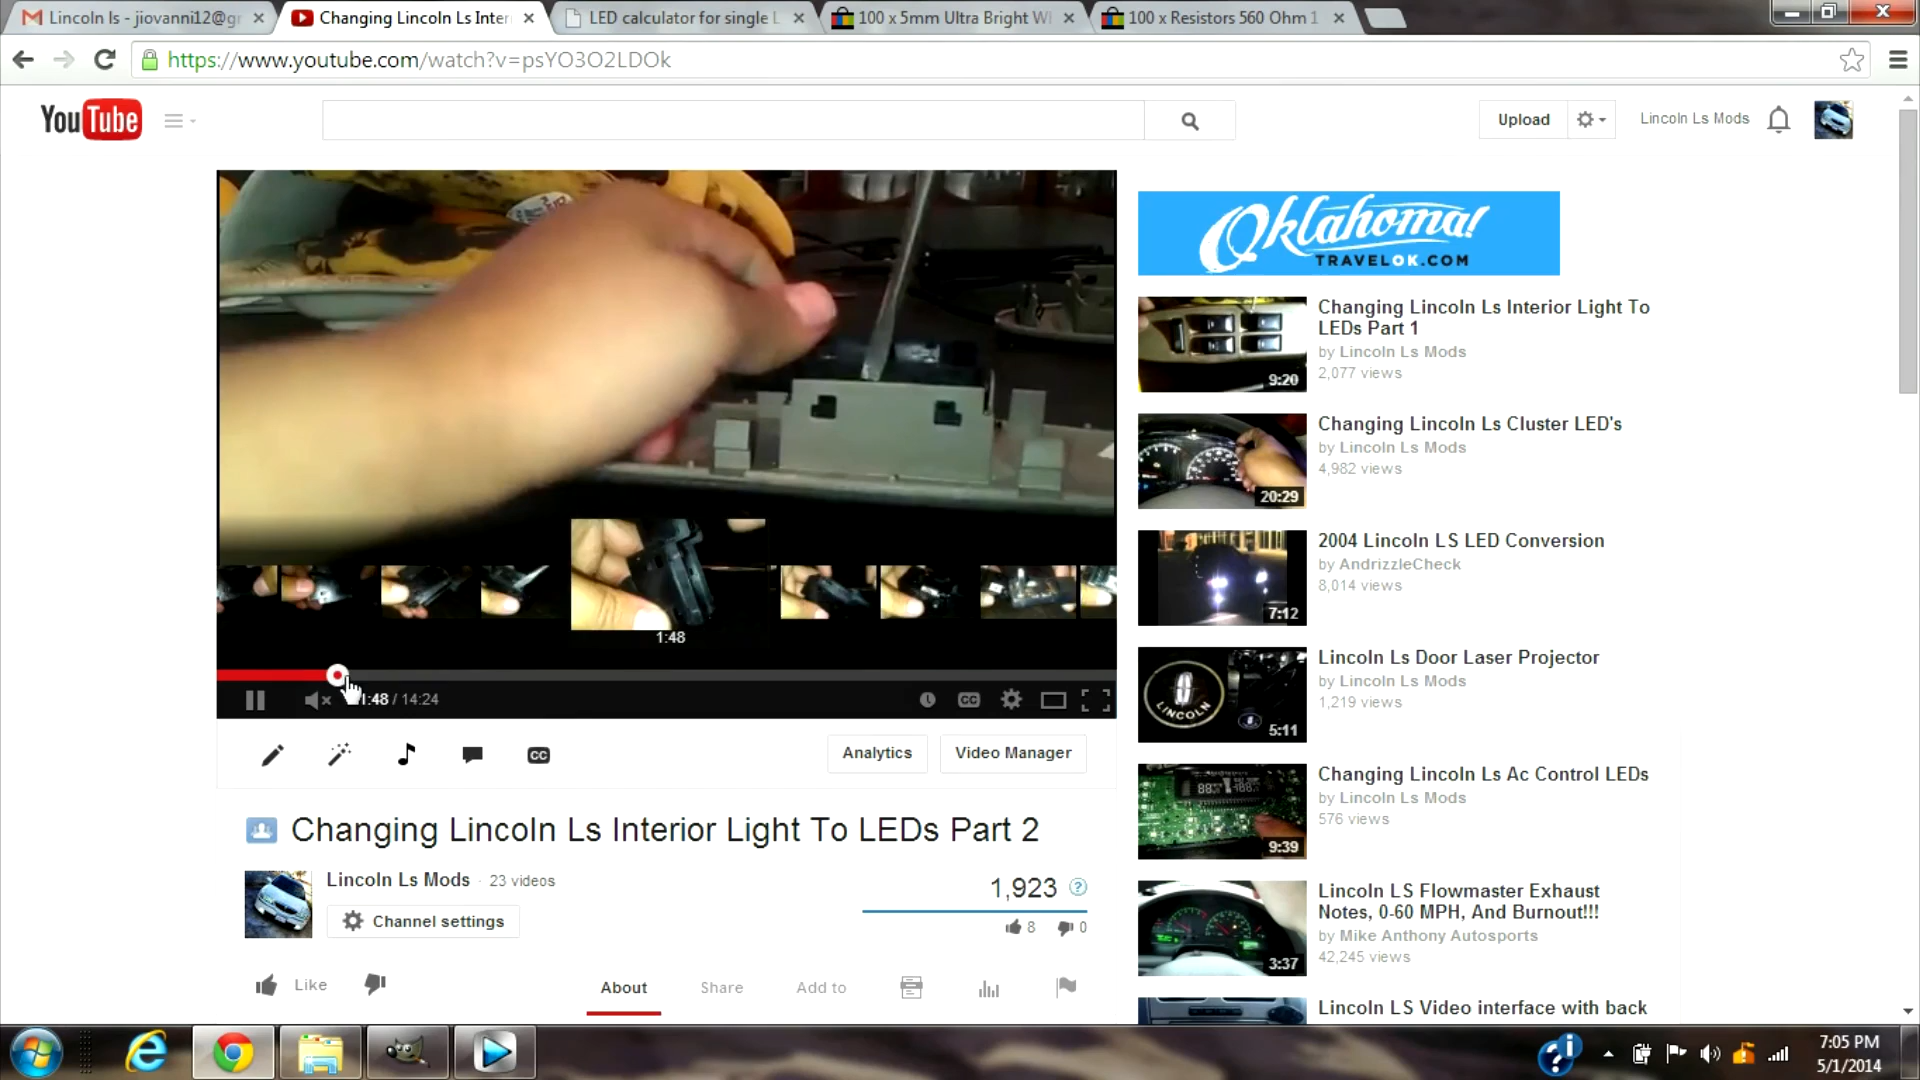 Lincoln ls - jiovanni12@g
Changing Lincoln Ls Inter
LED calculator for single L
100 x 5mm Ultra Bright Wh
100 x Resistors 560 Ohm 1
https://www.youtube.com/watch?v=psYO3O2LDOk
YouTube
Upload
Lincoln Ls Mods
Oklahoma!
TRAVELOK.COM
1:48
1:48 / 14:24
CC
CC
Analytics
Video Manager
Changing Lincoln Ls Interior Light To LEDs Part 2
Lincoln Ls Mods · 23 videos
Channel settings
1,923
?
8
0
Like
About
Share
Add to
Changing Lincoln Ls Interior Light To
LEDs Part 1
by Lincoln Ls Mods
2,077 views
9:20
Changing Lincoln Ls Cluster LED's
by Lincoln Ls Mods
4,982 views
20:29
2004 Lincoln LS LED Conversion
by AndrizzleCheck
8,014 views
7:12
Lincoln Ls Door Laser Projector
by Lincoln Ls Mods
1,219 views
LINCOLN
5:11
Changing Lincoln Ls Ac Control LEDs
by Lincoln Ls Mods
576 views
9:39
Lincoln LS Flowmaster Exhaust
Notes, 0-60 MPH, And Burnout!!!
by Mike Anthony Autosports
42,245 views
3:37
Lincoln LS Video interface with back
7:05 PM
5/1/2014